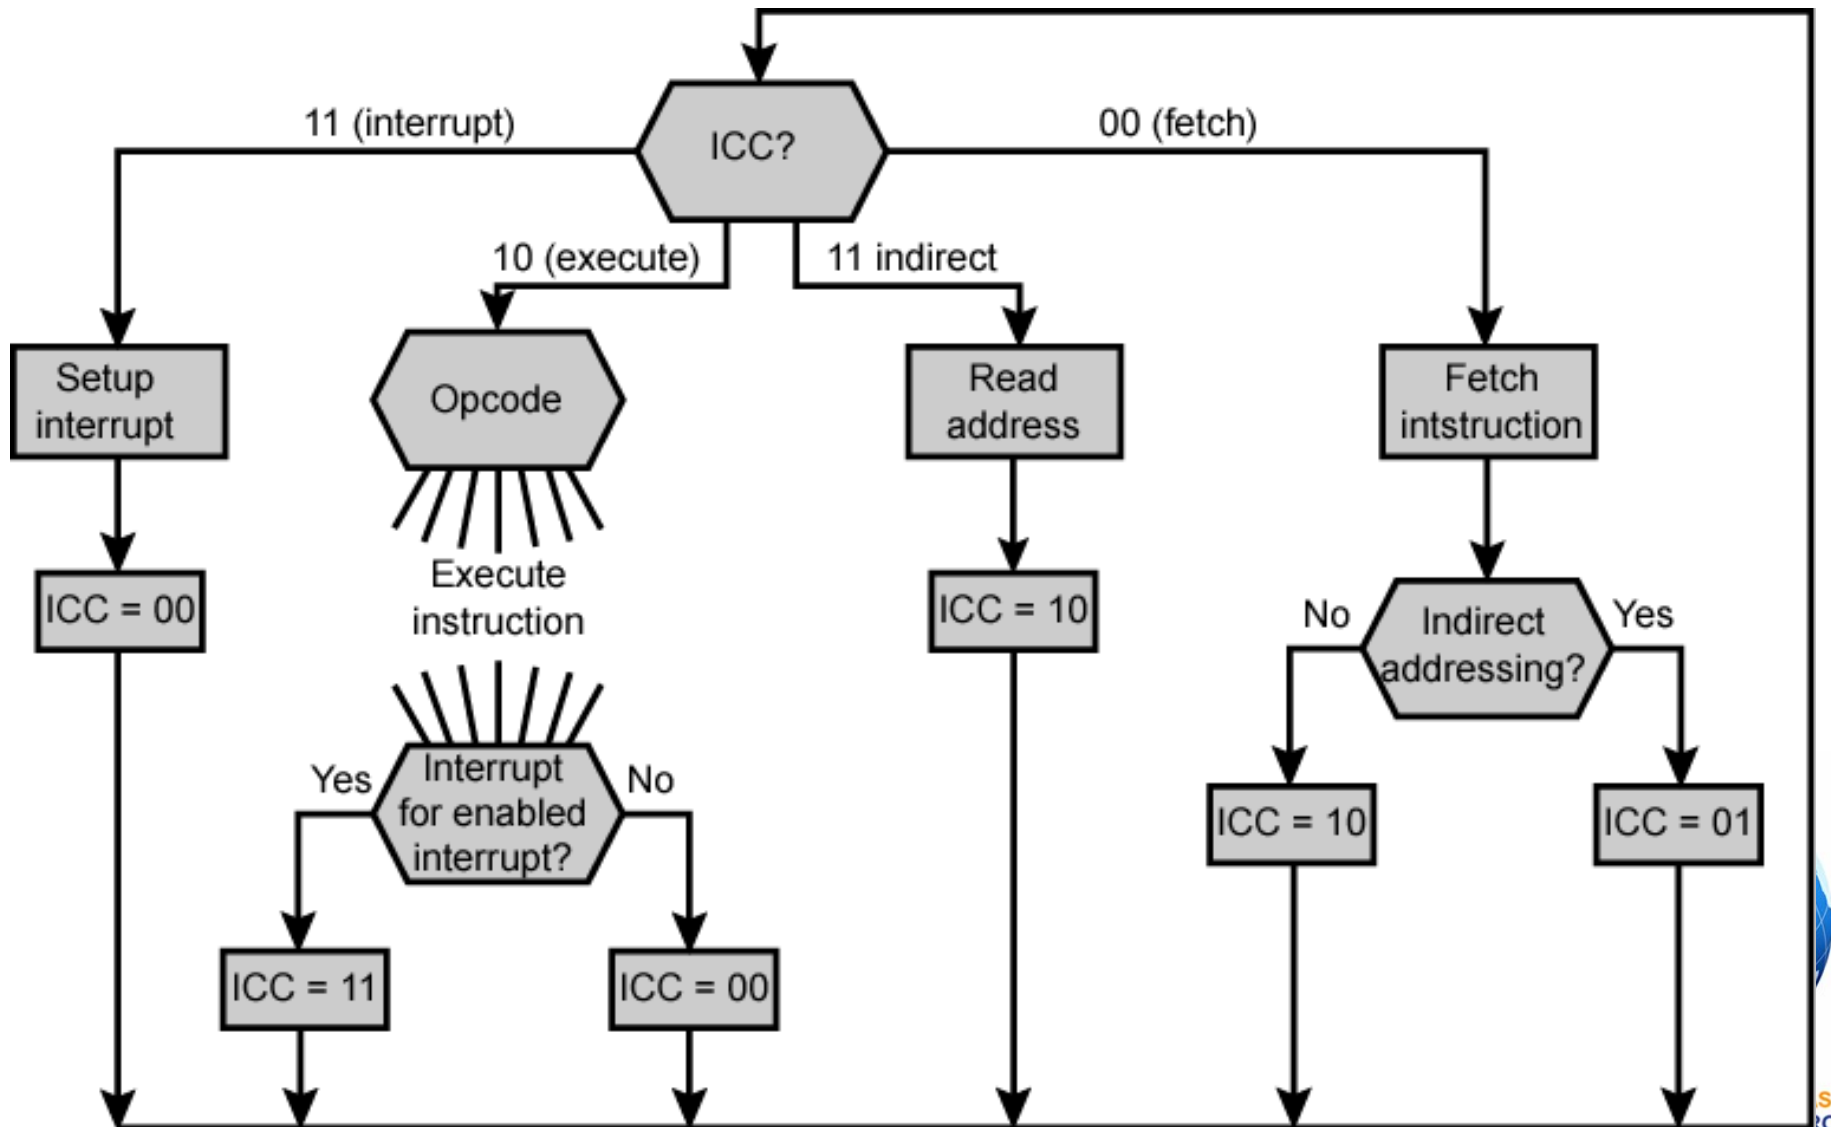 11 (interrupt)
ICC?
00 (fetch)
10 (execute)
11 indirect
Setup
interrupt
Opcode
Read
address
Fetch
intstruction
Execute
instruction
ICC = 00
ICC = 10
No
Indirect
addressing?
Yes
Yes
Interrupt
for enabled
interrupt?
No
ICC = 10
ICC = 01
ICC = 11
ICC = 00